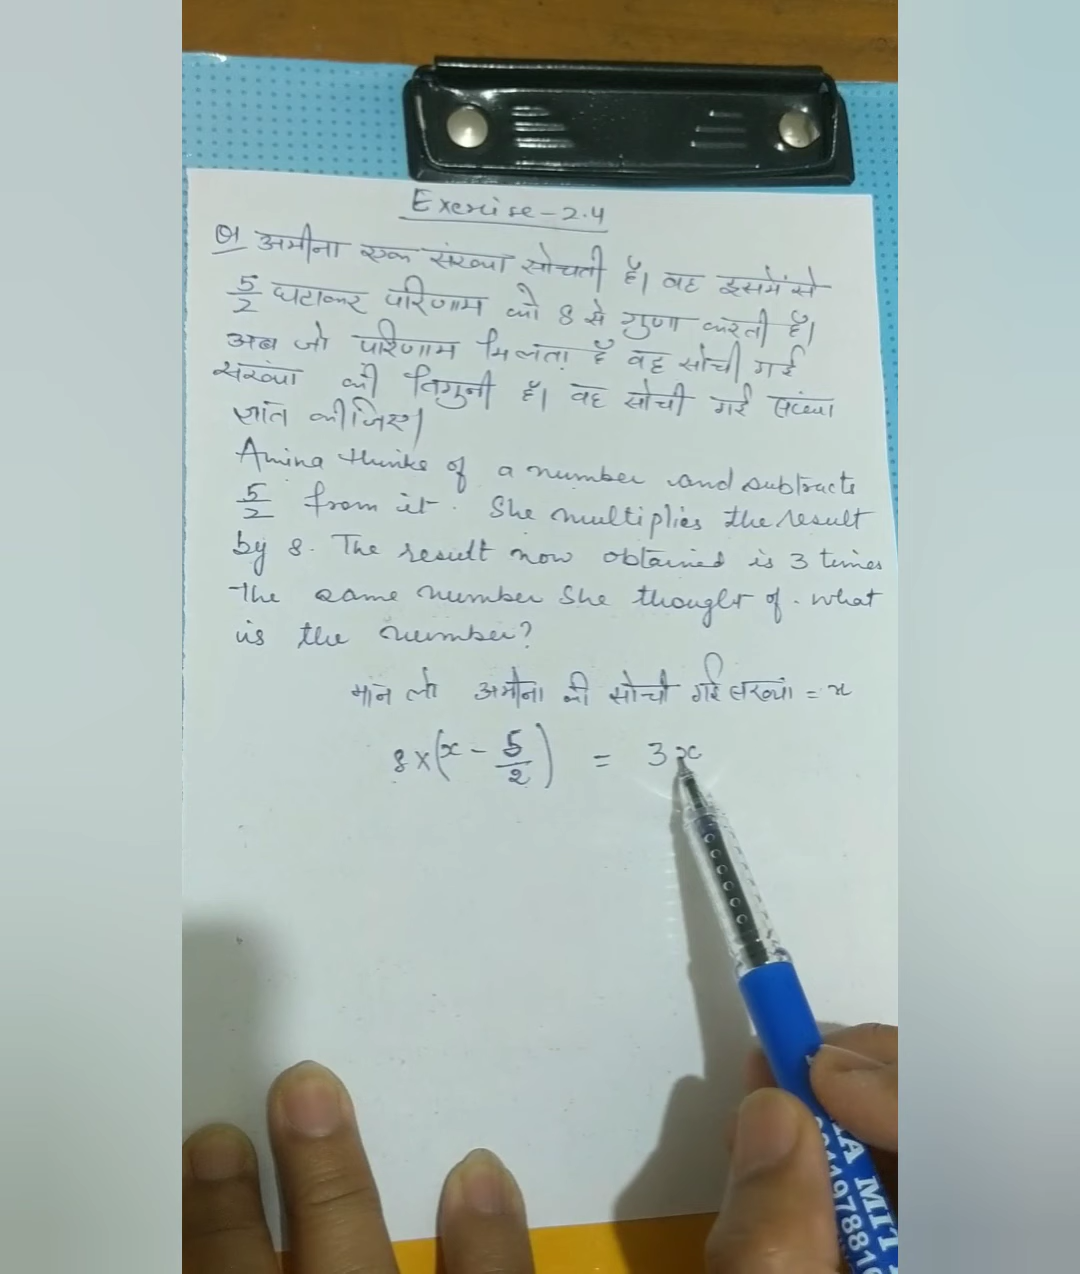 Exercise-2.4
Q1 अमीना एक संख्या सोचती है। वह इसमें से
5/2 घटाकर परिणाम को 8 से गुणा करती है।
अब जो परिणाम मिलता है वह सोची गई
संख्या की तिगुनी है। वह सोची गई संख्या
ज्ञात कीजिए।
Amina thinks of a number and subtracts
5/2 from it. She multiplies the result
by 8. The result now obtained is 3 times
The same number She thought of. what
is the number?
मान लो अमीना की सोची गई संख्या = x
8×(x - 5/2) = 3x